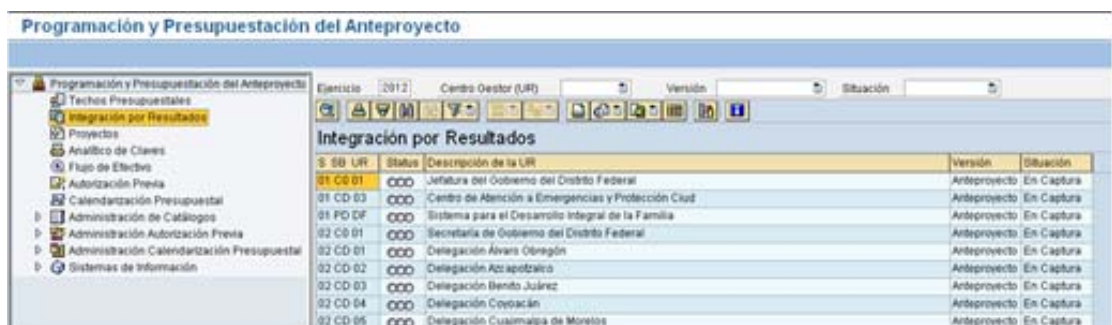 Programación y Presupuestación del Anteproyecto
Programación y Presupuestación del Anteproyecto
Techos Presupuestales
Integración por Resultados
Proyectos
Analítico de Claves
Flujo de Efectivo
Autorización Previa
Calendarización Presupuestal
Administración de Catálogos
Administración Autorización Previa
Administración Calendarización Presupuestal
Sistemas de Información
Ejercicio 2012 Centro Gestor (UR) Versión Situación
Integración por Resultados
S SB UR Status Descripción de la UR Versión Situación
01 C0 01 Jefatura del Gobierno del Distrito Federal Anteproyecto En Captura
01 CD 03 Centro de Atención a Emergencias y Protección Ciud Anteproyecto En Captura
01 PD DF Sistema para el Desarrollo Integral de la Familia Anteproyecto En Captura
02 C0 01 Secretaría de Gobierno del Distrito Federal Anteproyecto En Captura
02 CD 01 Delegación Álvaro Obregón Anteproyecto En Captura
02 CD 02 Delegación Azcapotzalco Anteproyecto En Captura
02 CD 03 Delegación Benito Juárez Anteproyecto En Captura
02 CD 04 Delegación Coyoacán Anteproyecto En Captura
02 CD 05 Delegación Cuajimalpa de Morelos Anteproyecto En Captura